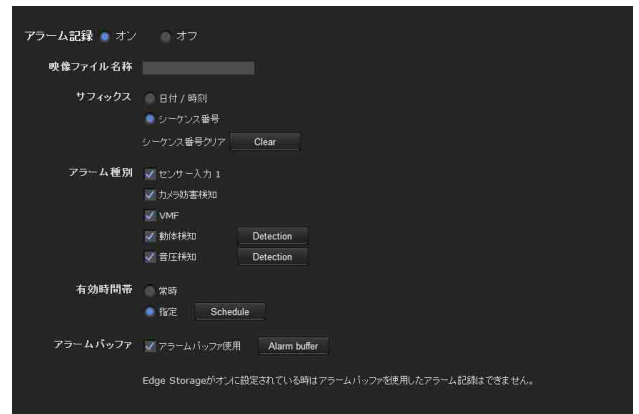 アラーム記録 オン オフ
映像ファイル名称
サフィックス 日付 / 時刻
シーケンス番号
シーケンス番号クリア Clear
アラーム種別 センサー入力 1
カメラ妨害検知
VMF
動体検知 Detection
音圧検知 Detection
有効時間帯 常時
指定 Schedule
アラームバッファ アラームバッファ使用 Alarm buffer
Edge Storageがオンに設定されている時はアラームバッファを使用したアラーム記録はできません。